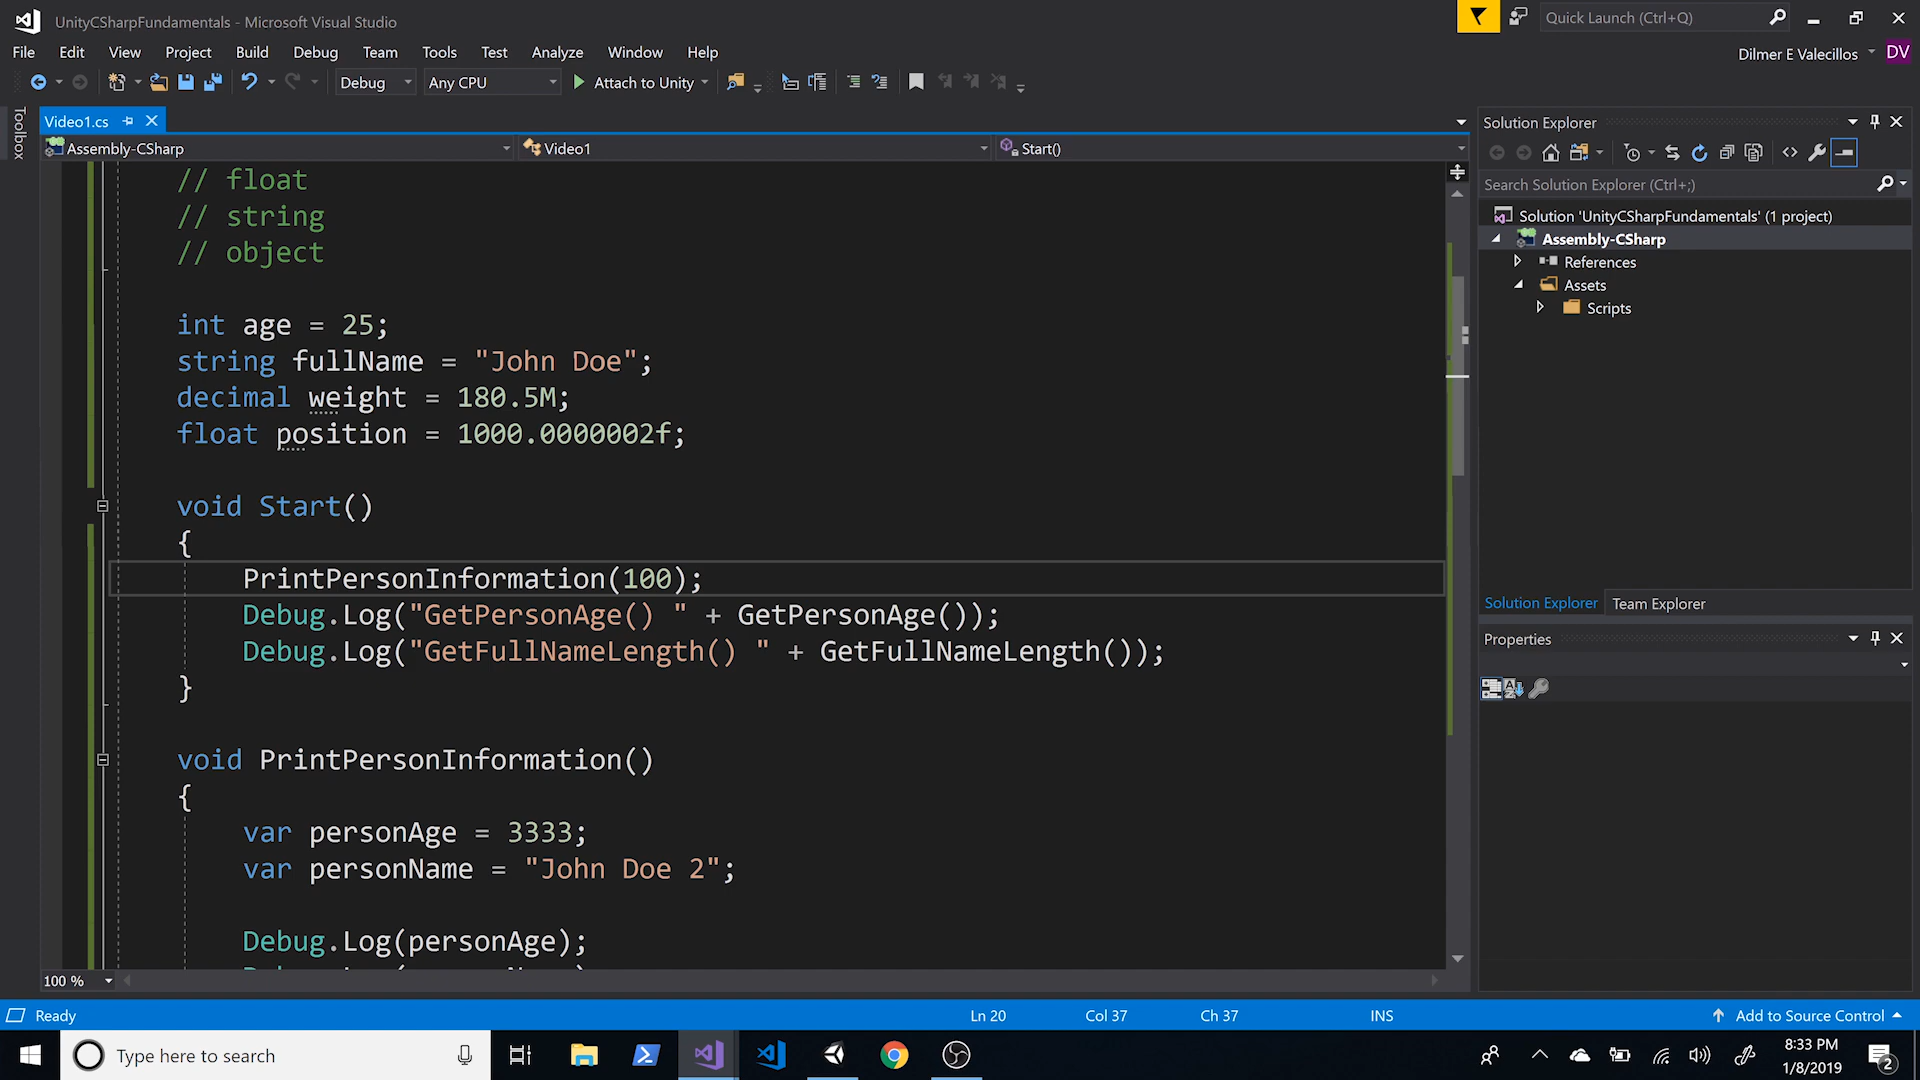 UnityCSharpFundamentals - Microsoft Visual Studio
Quick Launch (Ctrl+Q)
File Edit View Project Build Debug Team Tools Test Analyze Window Help
Dilmer E Valecillos DV
Debug Any CPU Attach to Unity
Toolbox
Video1.cs
Assembly-CSharp Video1 Start()
// float
// string
// object
int age = 25;
string fullName = "John Doe";
decimal weight = 180.5M;
float position = 1000.0000002f;
void Start()
{
PrintPersonInformation(100);
Debug.Log("GetPersonAge() " + GetPersonAge());
Debug.Log("GetFullNameLength() " + GetFullNameLength());
}
void PrintPersonInformation()
{
var personAge = 3333;
var personName = "John Doe 2";
Debug.Log(personAge);
100 %
Solution Explorer
Search Solution Explorer (Ctrl+;)
Solution 'UnityCSharpFundamentals' (1 project)
Assembly-CSharp
References
Assets
Scripts
Solution Explorer Team Explorer
Properties
Ready Ln 20 Col 37 Ch 37 INS Add to Source Control
Type here to search
8:33 PM
1/8/2019
2